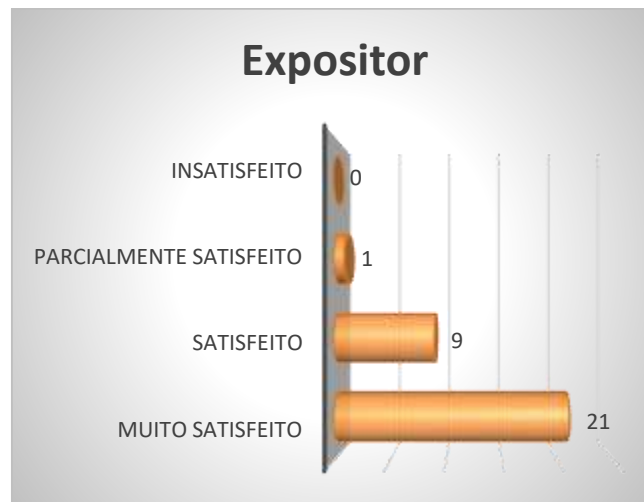 Expositor
INSATISFEITO 0
PARCIALMENTE SATISFEITO 1
SATISFEITO 9
MUITO SATISFEITO 21